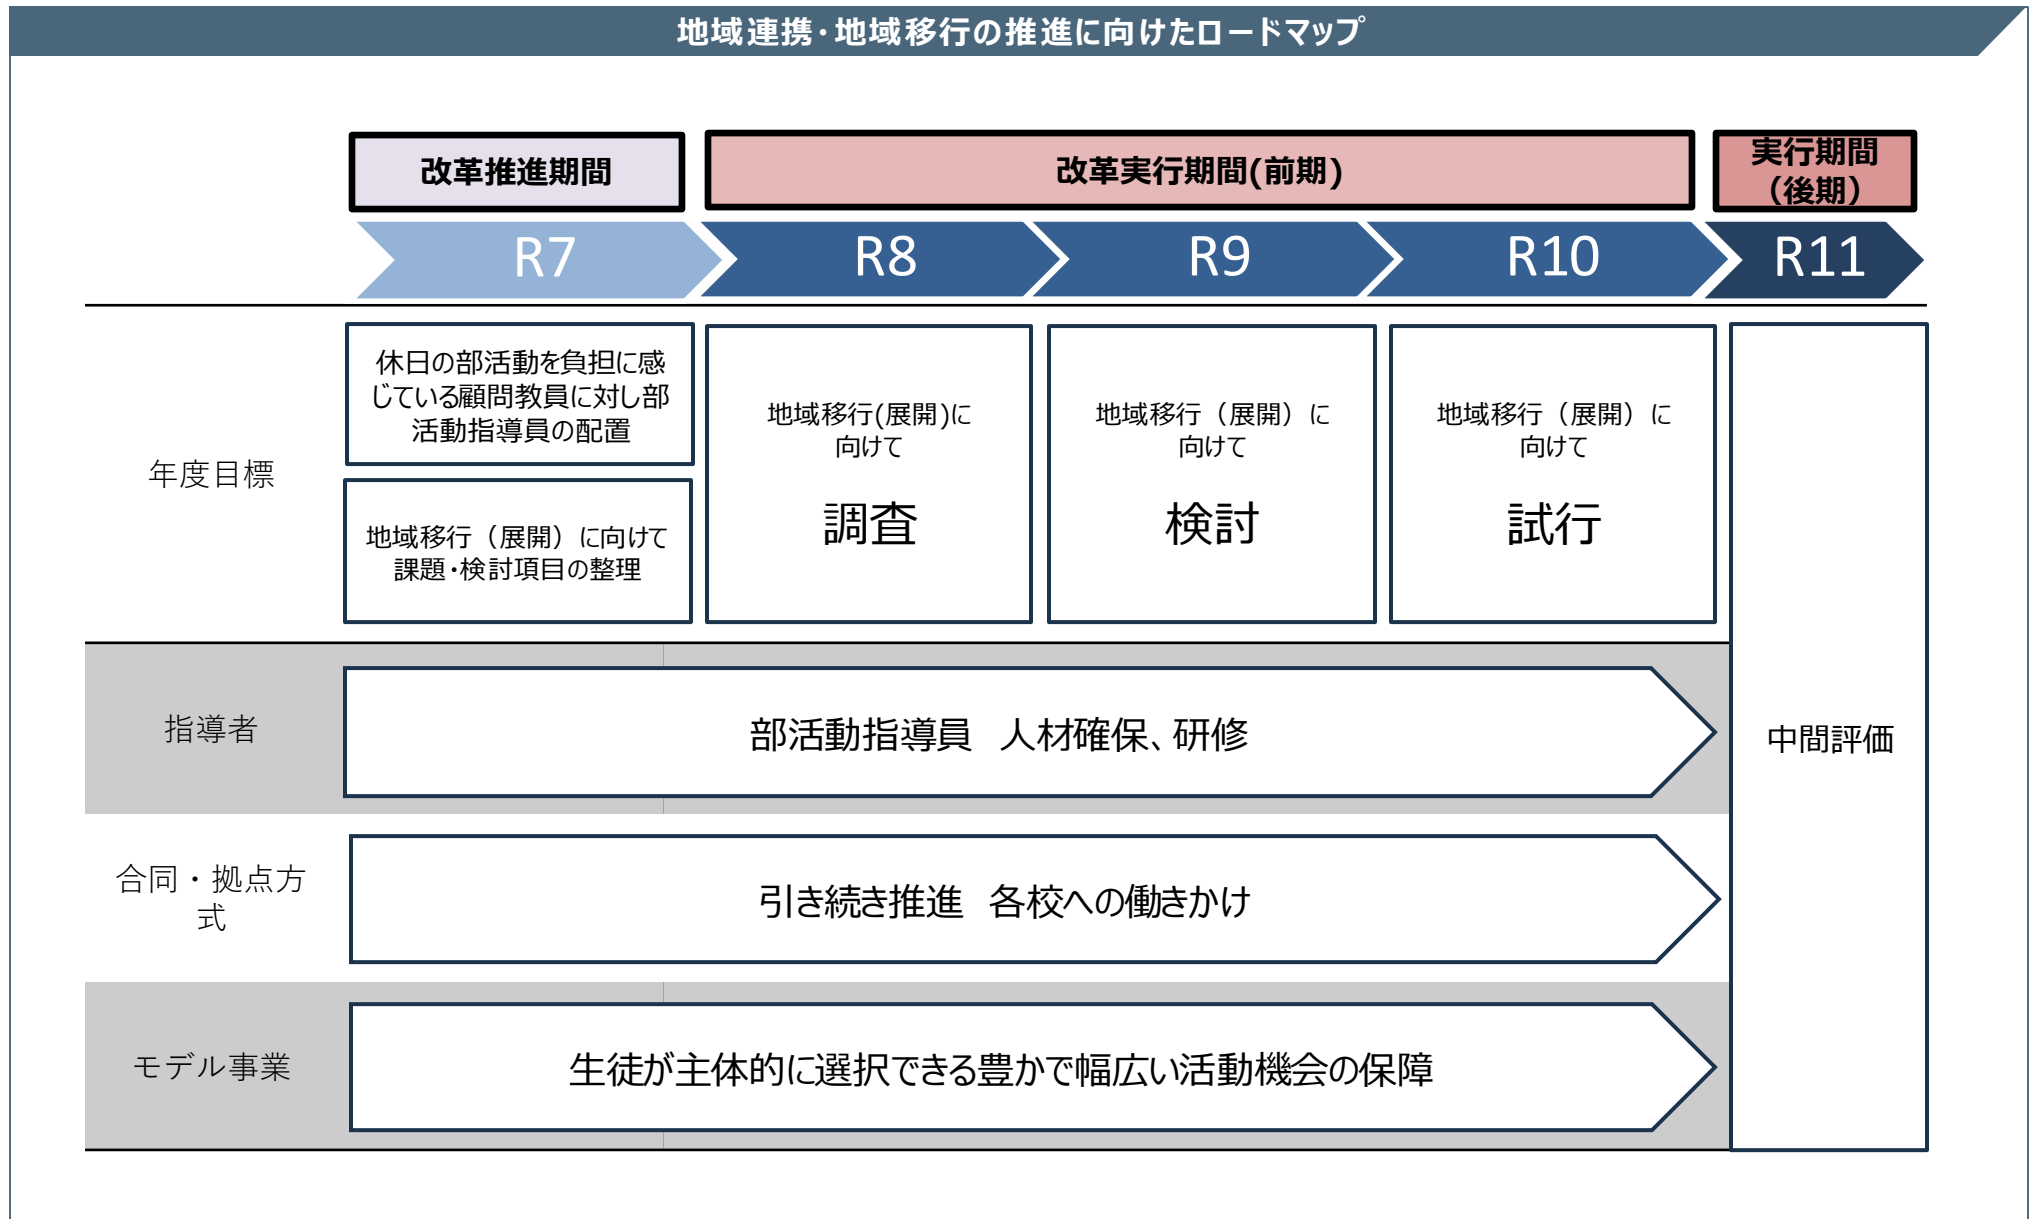 地域連携・地域移行の推進に向けたロードマップ
改革推進期間
改革実行期間(前期)
実行期間
（後期）
R7
R8
R9
R10
R11
年度目標
休日の部活動を負担に感
じている顧問教員に対し部
活動指導員の配置
地域移行（展開）に向けて
課題・検討項目の整理
地域移行(展開)に
向けて
調査
地域移行（展開）に
向けて
検討
地域移行（展開）に
向けて
試行
指導者
部活動指導員　人材確保、研修
中間評価
合同・拠点方
式
引き続き推進　各校への働きかけ
モデル事業
生徒が主体的に選択できる豊かで幅広い活動機会の保障